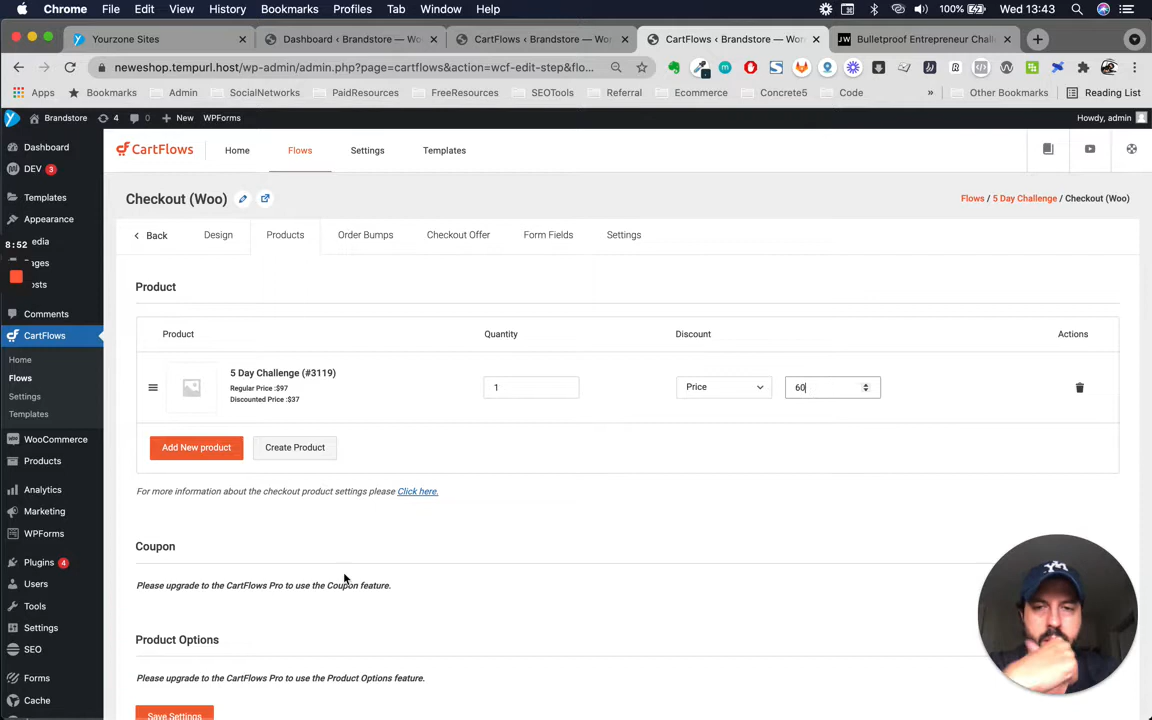 Chrome File Edit View History Bookmarks Profiles Tab Window Help 100% Wed 13:43
Yourzone Sites Dashboard ‹ Brandstore — Wo CartFlows ‹ Brandstore — Wor CartFlows ‹ Brandstore — Wor JW Bulletproof Entrepreneur Chall
neweshop.tempurl.host/wp-admin/admin.php?page=cartflows&action=wcf-edit-step&flo...
Apps Bookmarks Admin SocialNetworks PaidResources FreeResources SEOTools Referral Ecommerce Concrete5 Code » Other Bookmarks Reading List
Brandstore 4 0 New WPForms Howdy, admin
Dashboard
DEV 3
Templates
Appearance
8:52 edia
ages
osts
Comments
CartFlows
Home
Flows
Settings
Templates
WooCommerce
Products
Analytics
Marketing
WPForms
Plugins 4
Users
Tools
Settings
SEO
Forms
Cache
CartFlows Home Flows Settings Templates
Checkout (Woo) Flows / 5 Day Challenge / Checkout (Woo)
Back Design Products Order Bumps Checkout Offer Form Fields Settings
Product
Product Quantity Discount Actions
5 Day Challenge (#3119)
Regular Price :$97
Discounted Price :$37
1 Price 60
Add New product Create Product
For more information about the checkout product settings please Click here.
Coupon
Please upgrade to the CartFlows Pro to use the Coupon feature.
Product Options
Please upgrade to the CartFlows Pro to use the Product Options feature.
Save Settings